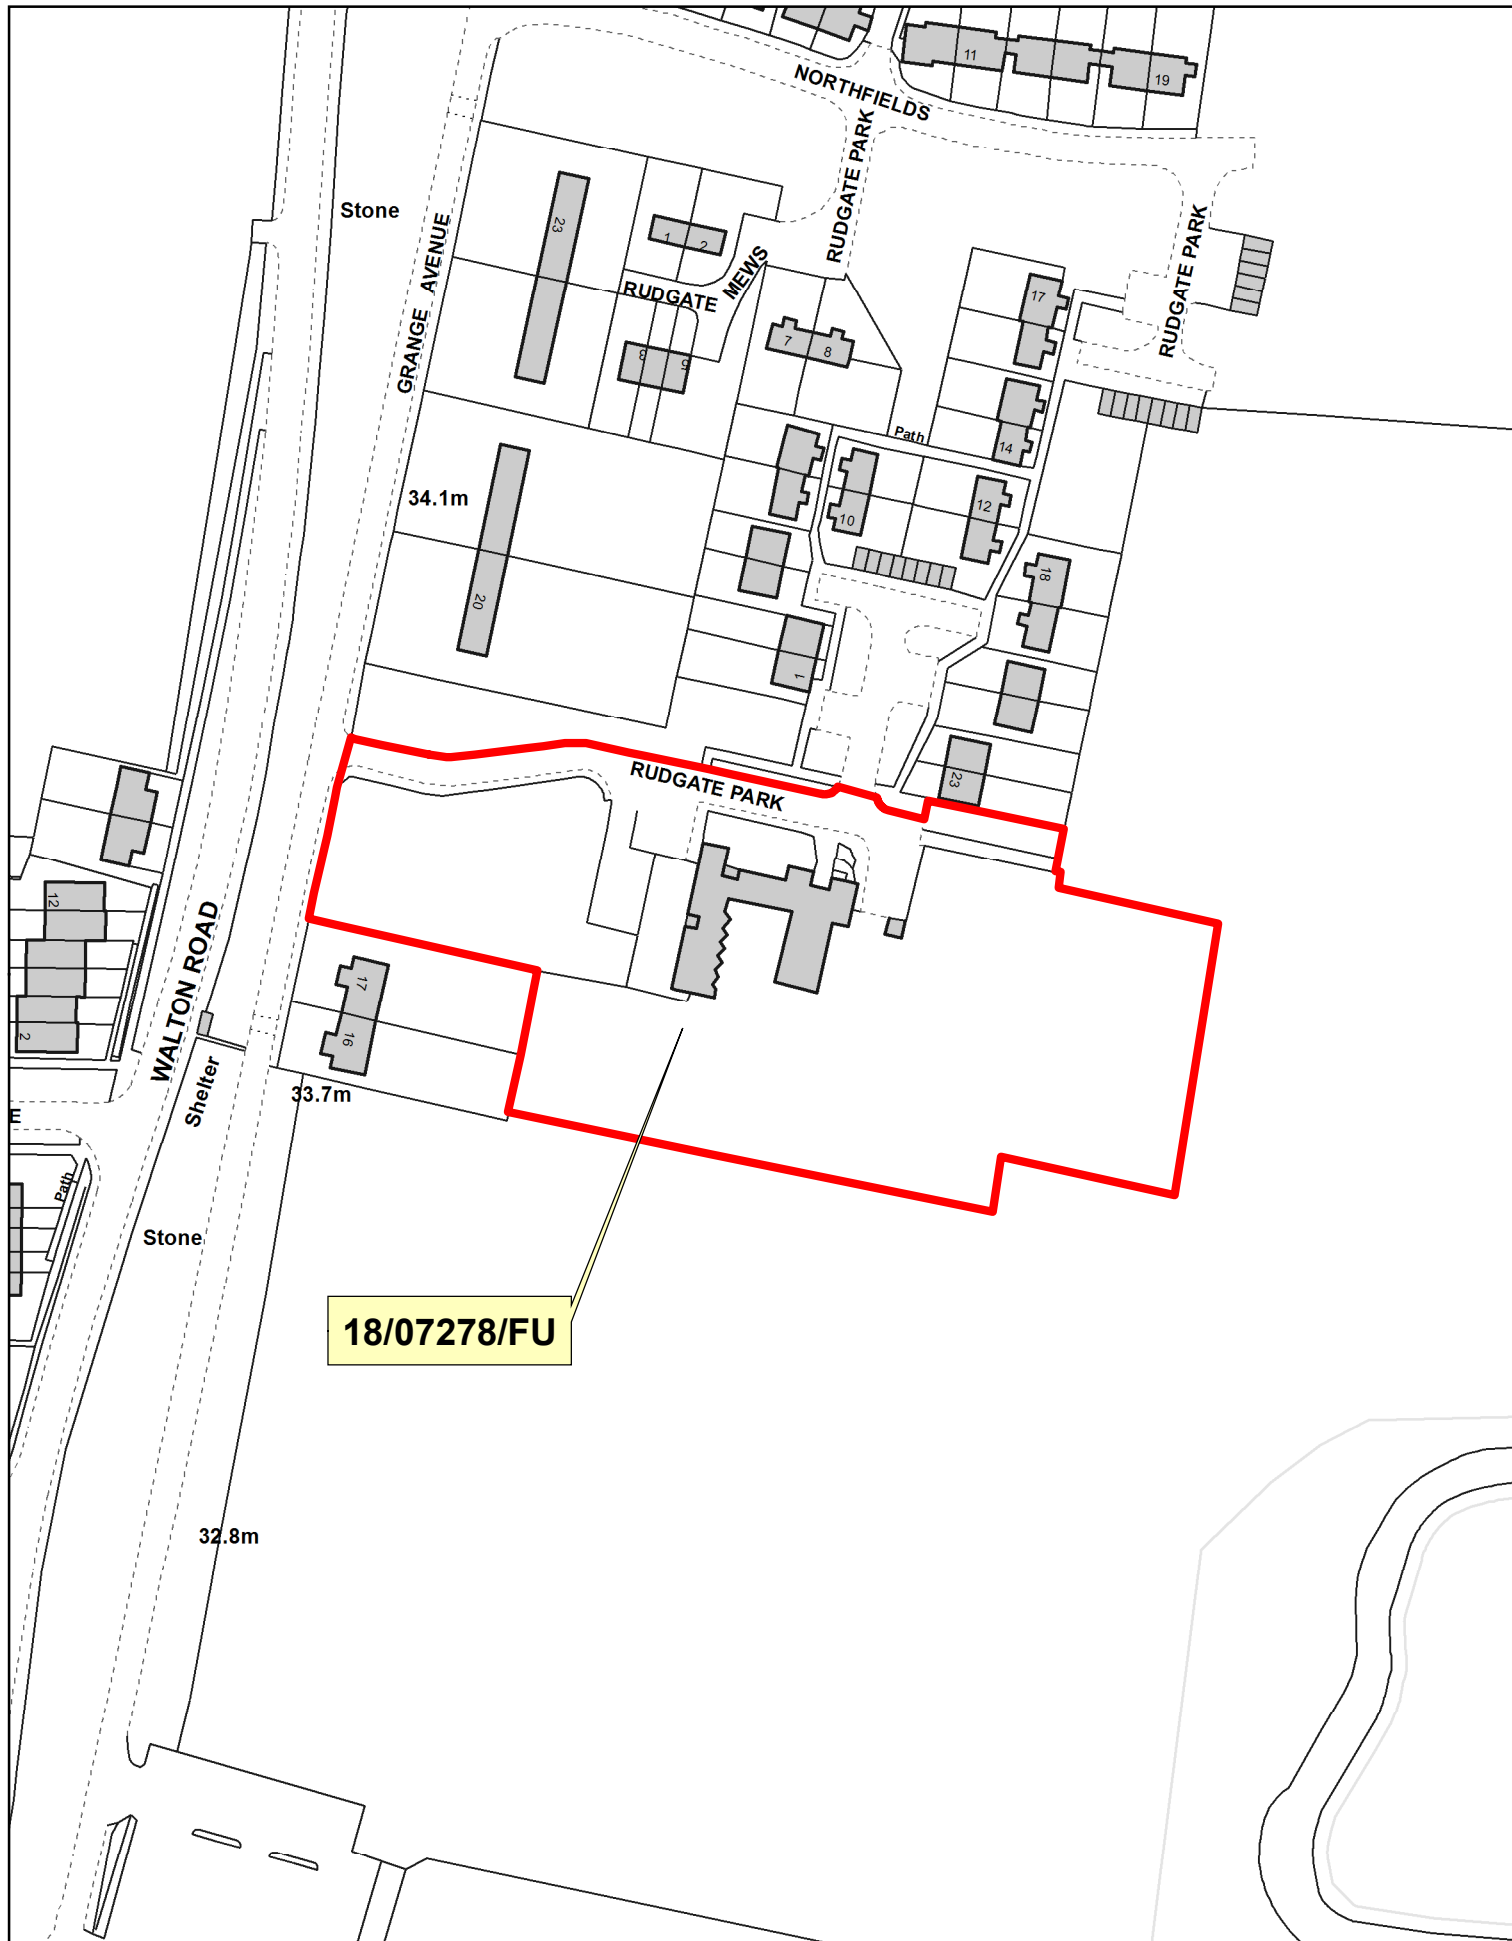 11
19
NORTHFIELDS
RUDGATE PARK
Stone
23
1
2
GRANGE AVENUE
RUDGATE MEWS
RUDGATE PARK
17
3
5
7
8
Path
14
34.1m
10
12
18
20
1
23
RUDGATE PARK
12
2
WALTON ROAD
17
16
Shelter
33.7m
E
Path
Stone
18/07278/FU
32.8m